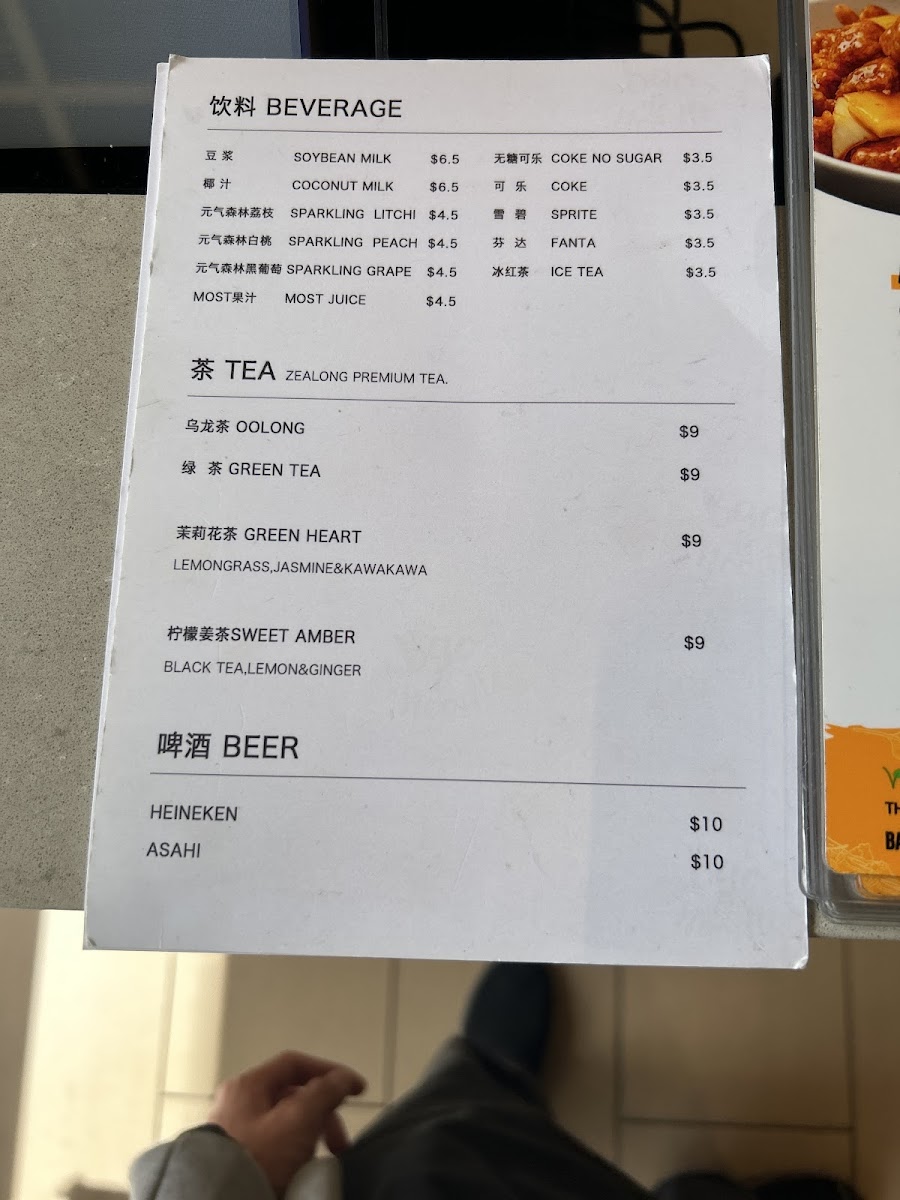 饮料 BEVERAGE
豆 浆 SOYBEAN MILK $6.5
椰 汁 COCONUT MILK $6.5
元气森林荔枝 SPARKLING LITCHI $4.5
元气森林白桃 SPARKLING PEACH $4.5
元气森林黑葡萄 SPARKLING GRAPE $4.5
MOST果汁 MOST JUICE $4.5
无糖可乐 COKE NO SUGAR $3.5
可 乐 COKE $3.5
雪 碧 SPRITE $3.5
芬 达 FANTA $3.5
冰红茶 ICE TEA $3.5
茶 TEA ZEALONG PREMIUM TEA.
乌龙茶 OOLONG $9
绿 茶 GREEN TEA $9
茉莉花茶 GREEN HEART $9
LEMONGRASS,JASMINE&KAWAKAWA
柠檬姜茶SWEET AMBER $9
BLACK TEA,LEMON&GINGER
啤酒 BEER
HEINEKEN $10
ASAHI $10